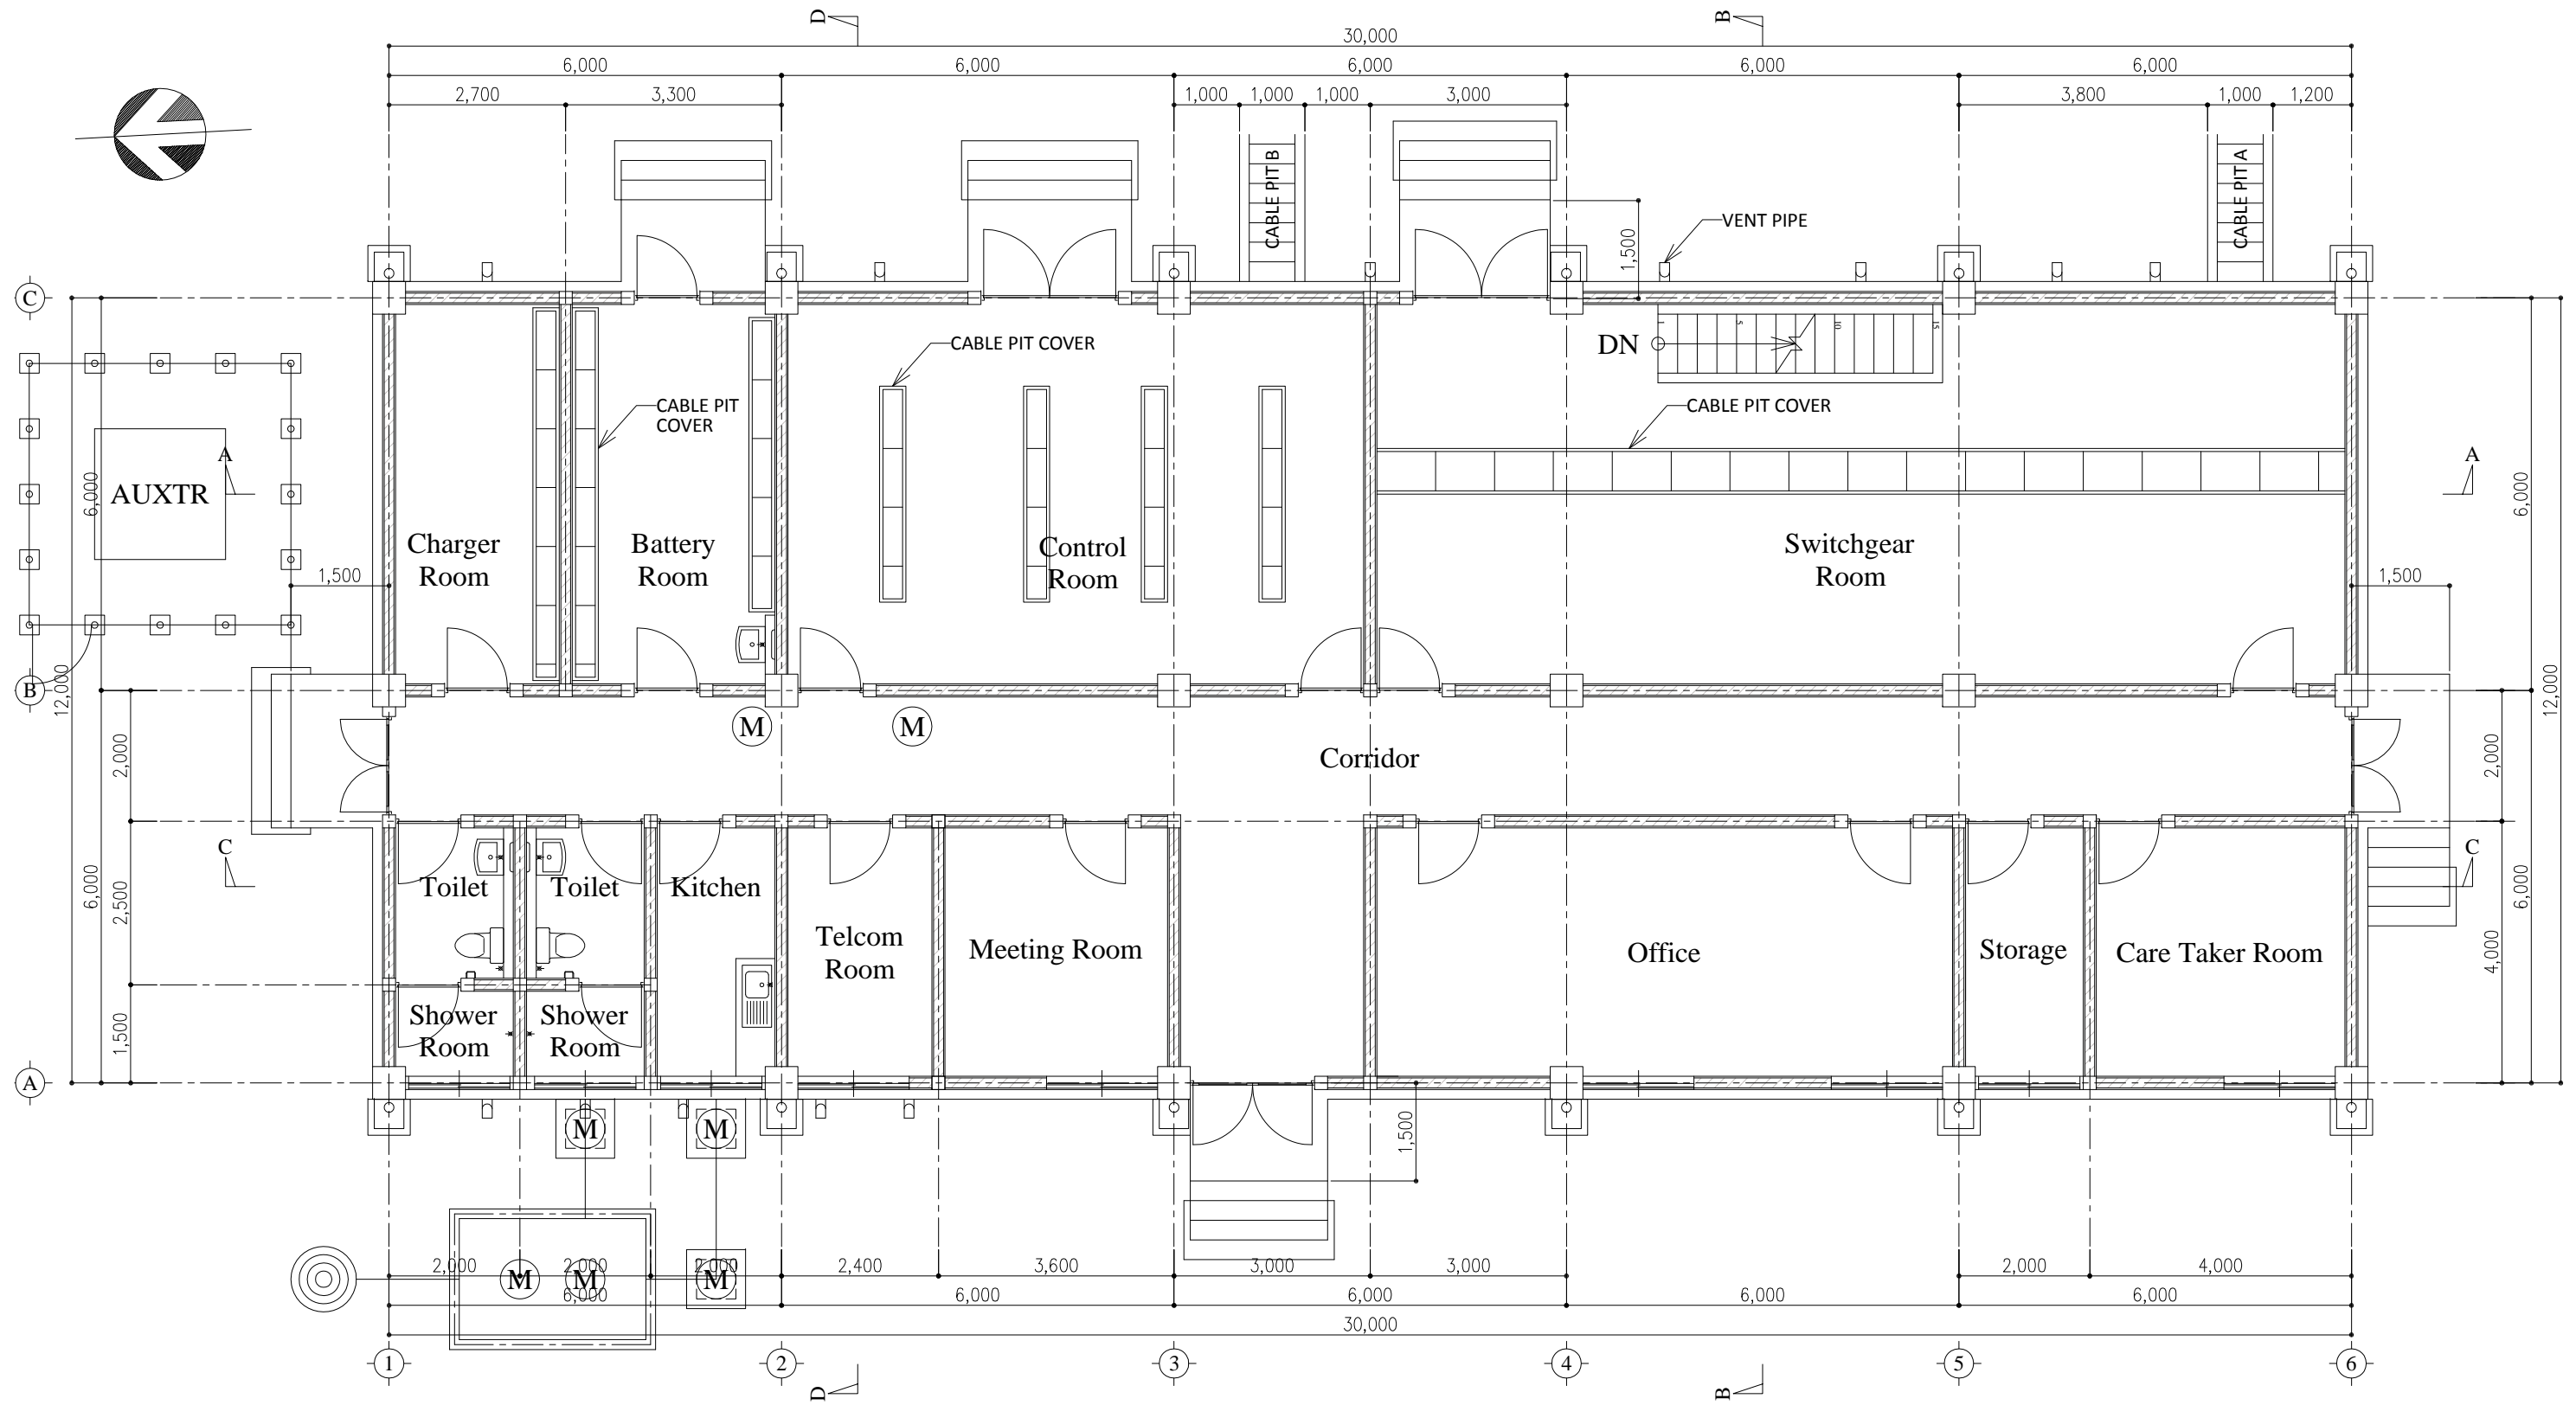 D
B
30,000
6,000
6,000
6,000
6,000
6,000
2,700
3,300
1,000
1,000
1,000
3,000
3,800
1,000
1,200
CABLE PIT B
CABLE PIT A
VENT PIPE
1,500
C
DN
1
5
10
15
CABLE PIT COVER
CABLE PIT
COVER
CABLE PIT COVER
A
AUXTR
6,000
A
6,000
Charger
Room
Battery
Room
Control
Room
Switchgear
Room
1,500
1,500
B
12,000
12,000
M
M
Corridor
2,000
2,000
C
C
Toilet
Toilet
Kitchen
6,000
2,500
6,000
Telcom
Room
Meeting Room
Office
Storage
Care Taker Room
4,000
Shower
Room
Shower
Room
1,500
A
M
M
1,500
2,000
2,000
2,000
2,400
3,600
3,000
3,000
2,000
4,000
M
M
M
6,000
6,000
6,000
6,000
6,000
30,000
1
2
3
4
5
6
D
B